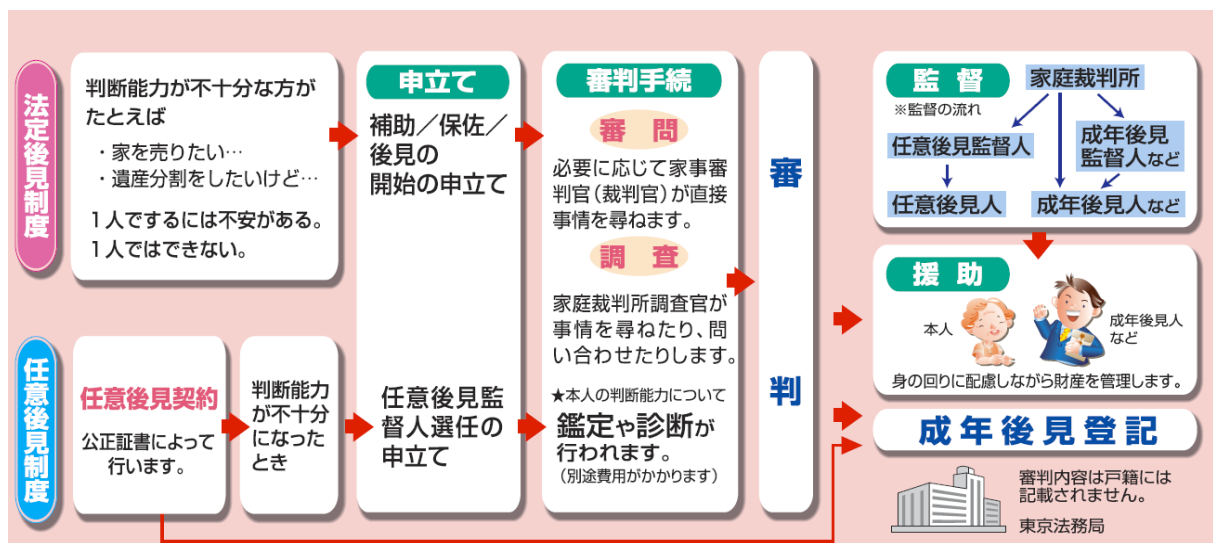 法定後見制度
判断能力が不十分な方が
たとえば
・家を売りたい…
・遺産分割をしたいけど…
1人でするには不安がある。
1人ではできない。
任意後見制度
任意後見契約
公正証書によって
行います。
判断能力
が不十分
になった
とき
申立て
補助／保佐／
後見の
開始の申立て
任意後見監
督人選任の
申立て
審判手続
審問
必要に応じて家事審
判官（裁判官）が直接
事情を尋ねます。
調査
家庭裁判所調査官が
事情を尋ねたり、問
い合わせたりします。
★本人の判断能力について
鑑定や診断が
行われます。
（別途費用がかかります）
審判
監督
※監督の流れ
家庭裁判所
任意後見監督人
成年後見
監督人など
任意後見人
成年後見人など
援助
本人
成年後見人
など
身の回りに配慮しながら財産を管理します。
成年後見登記
審判内容は戸籍には
記載されません。
東京法務局